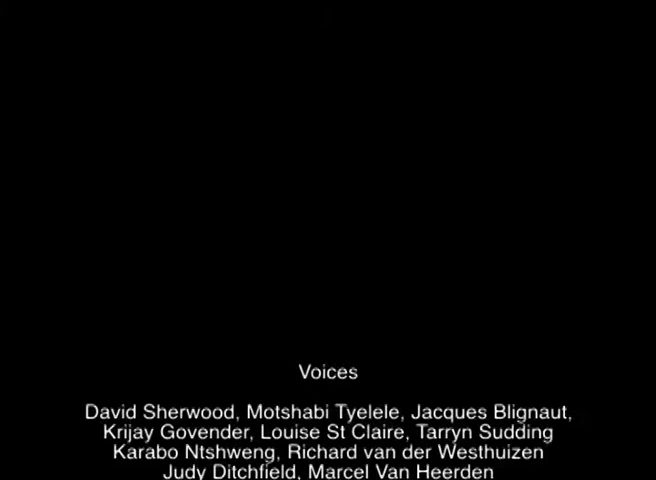 Voices
David Sherwood, Motshabi Tyelele, Jacques Blignaut,
Krijay Govender, Louise St Claire, Tarryn Sudding
Karabo Ntshweng, Richard van der Westhuizen
Judy Ditchfield, Marcel Van Heerden